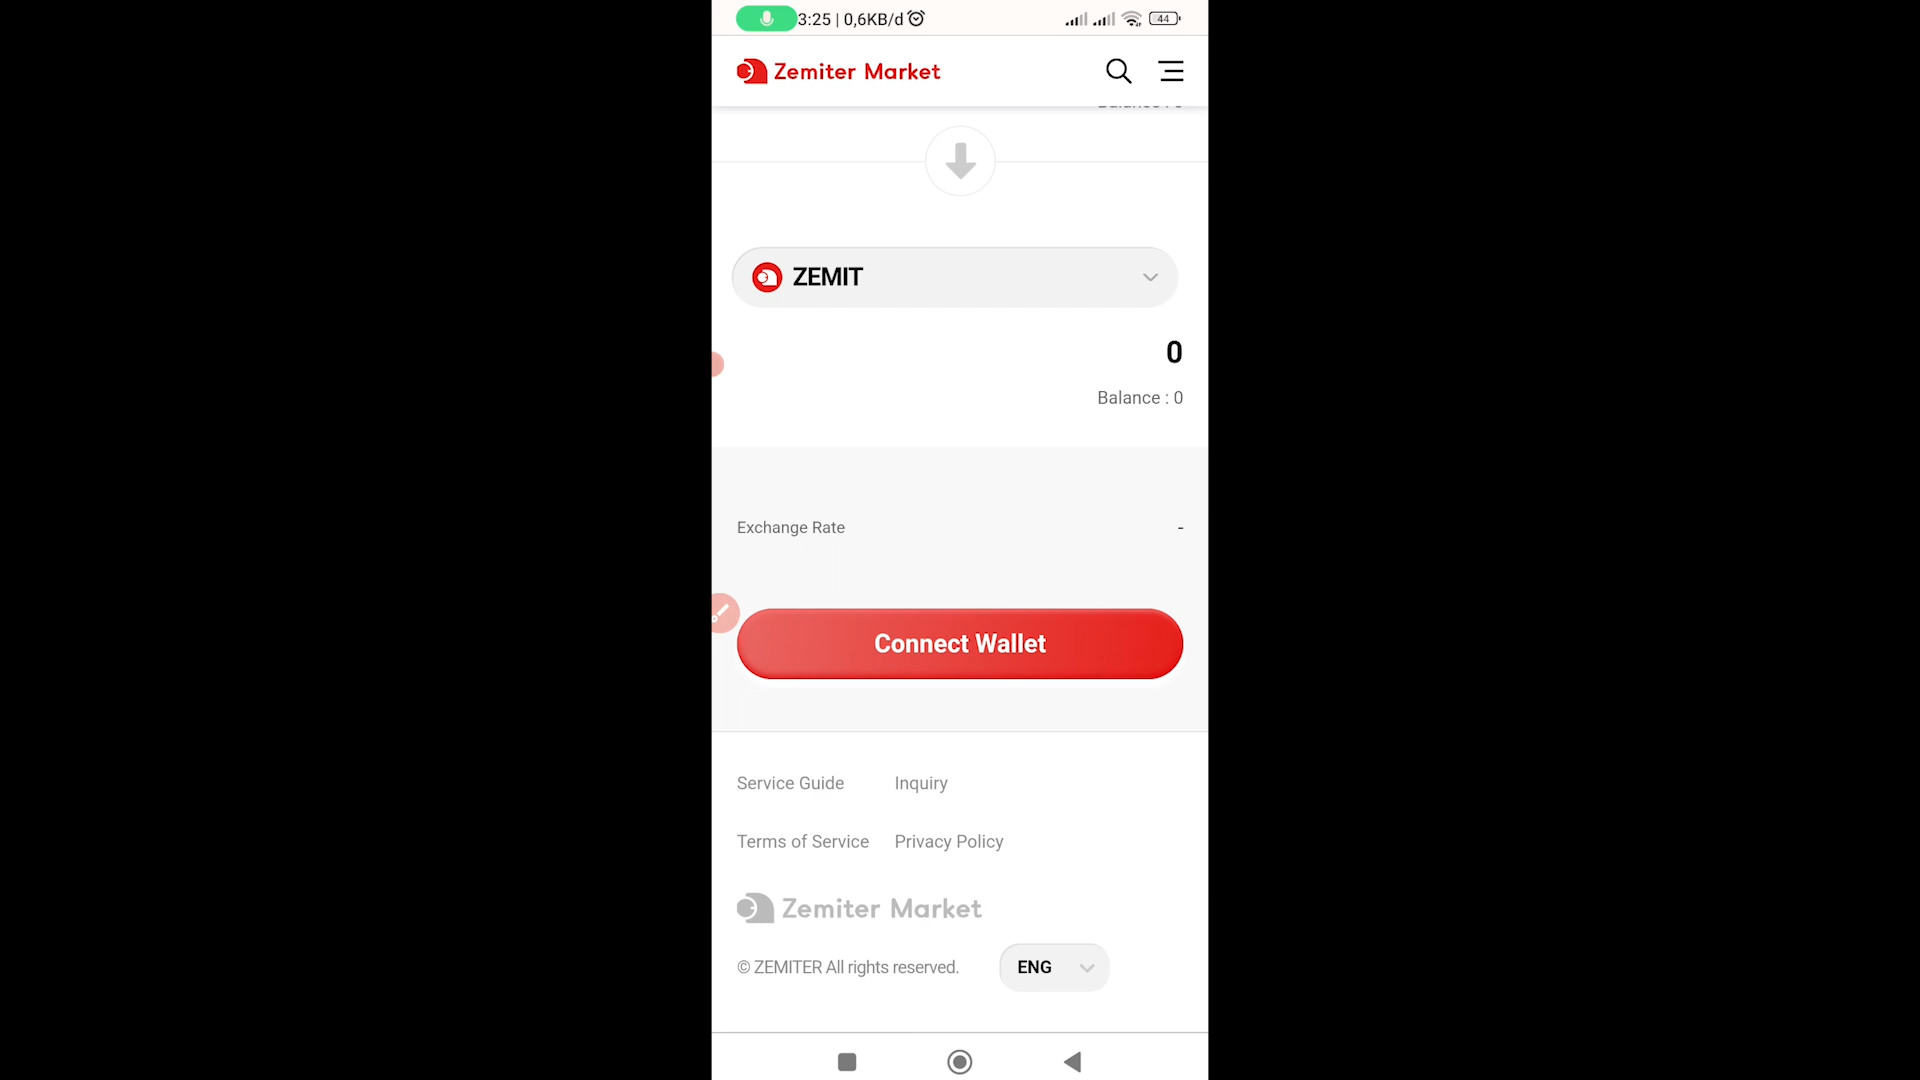 3:25 | 0,6KB/d 44
Zemiter Market
ZEMIT
0
Balance : 0
Exchange Rate -
Connect Wallet
Service Guide Inquiry
Terms of Service Privacy Policy
Zemiter Market
© ZEMITER All rights reserved. ENG